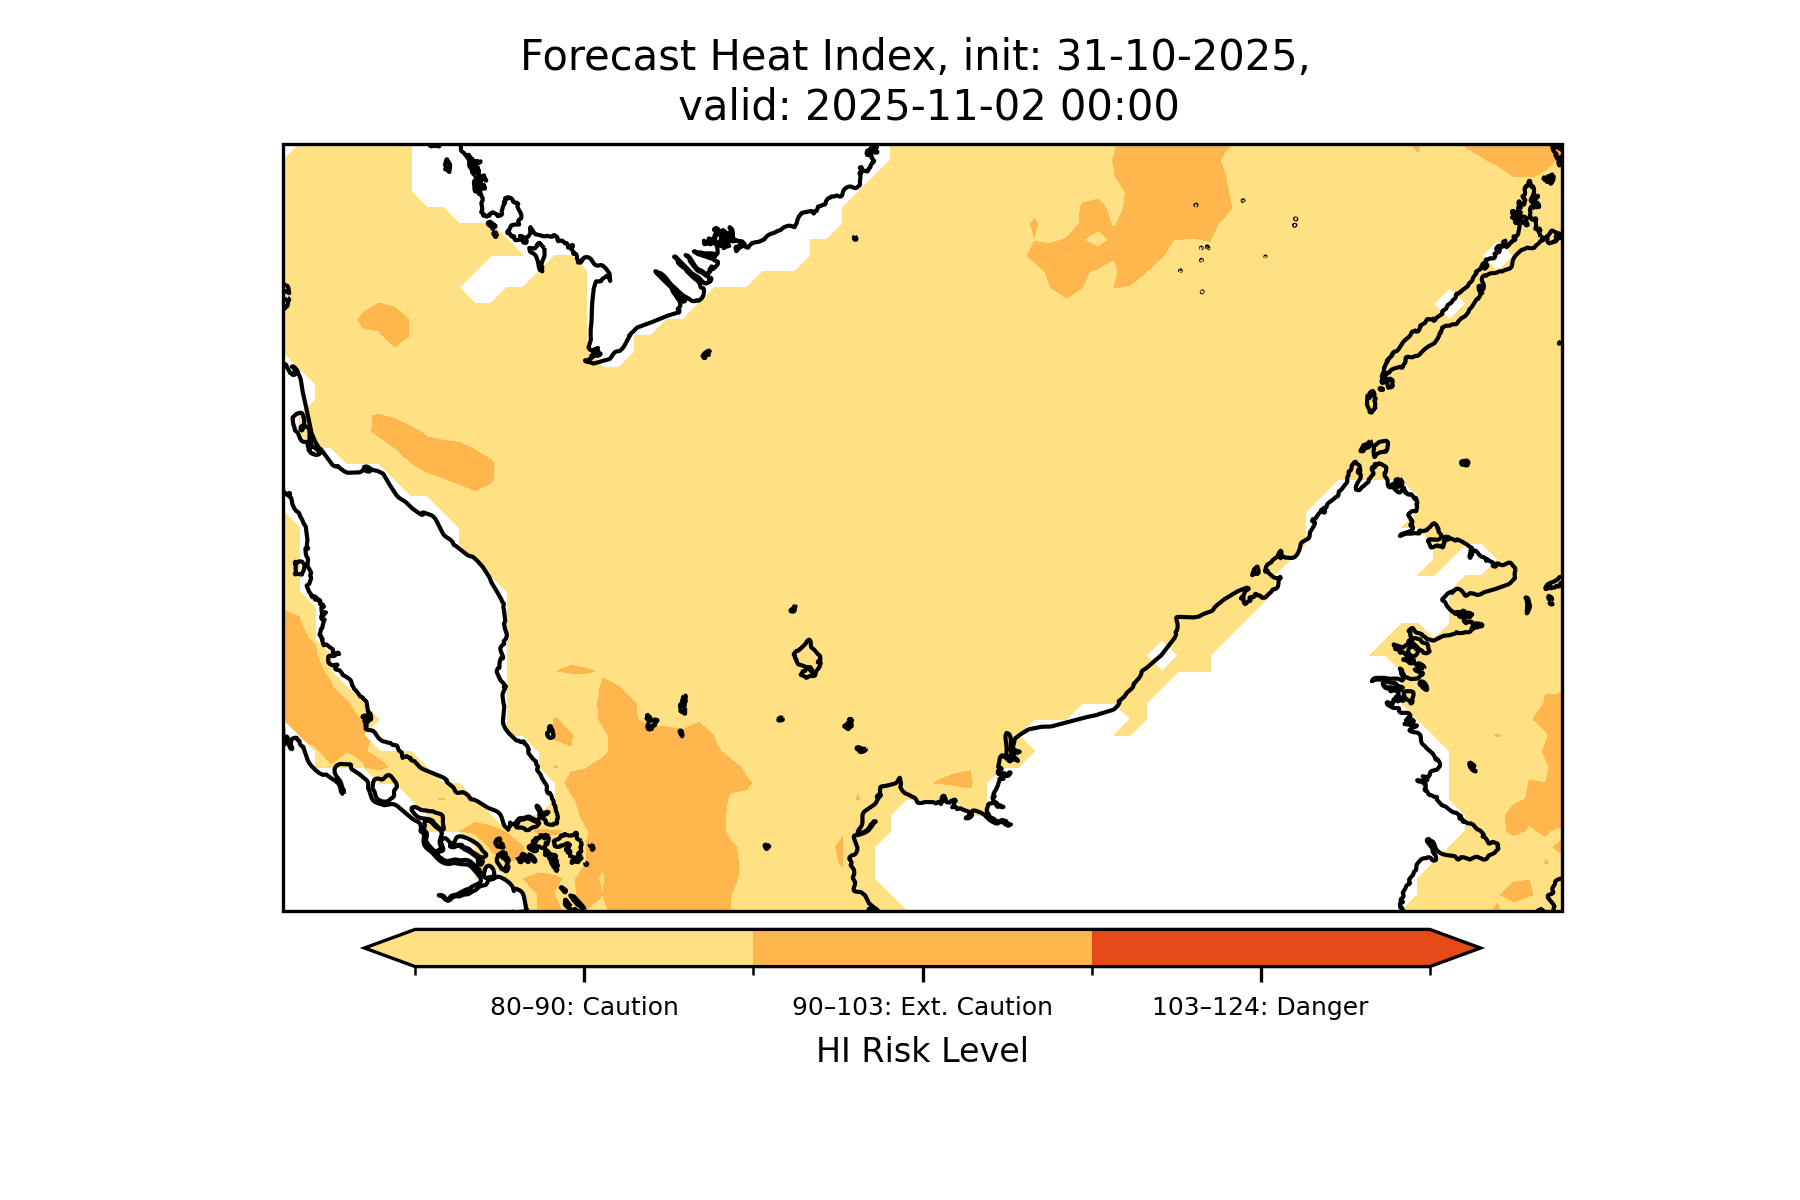 Forecast Heat Index, init: 31-10-2025,
valid: 2025-11-02 00:00
80–90: Caution
90–103: Ext. Caution
103–124: Danger
HI Risk Level